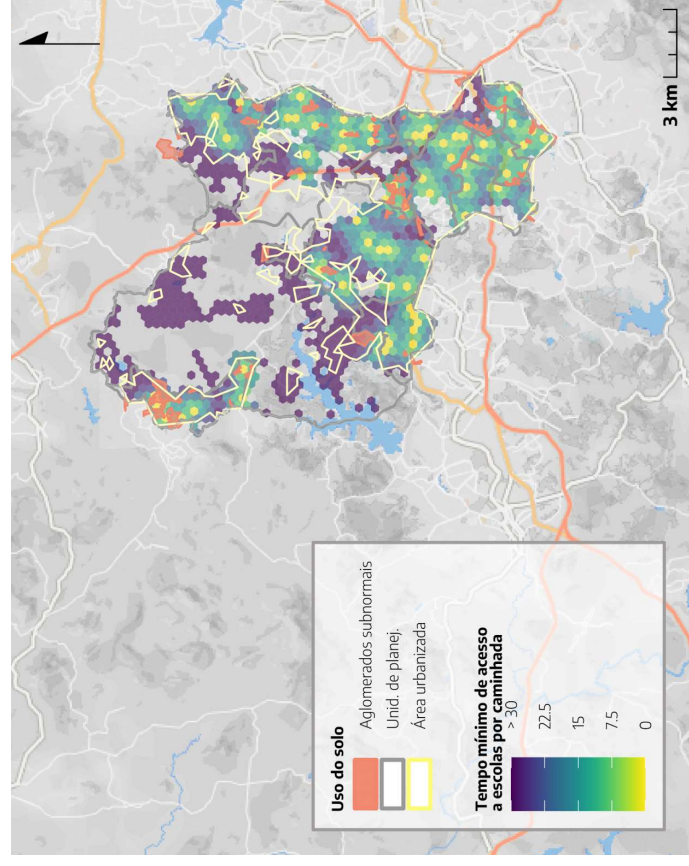 Uso do solo
Aglomerados subnormais
Unid. de planej.
Área urbanizada
Tempo mínimo de acesso
a escolas por caminhada
> 30
22.5
15
7.5
0
3 km